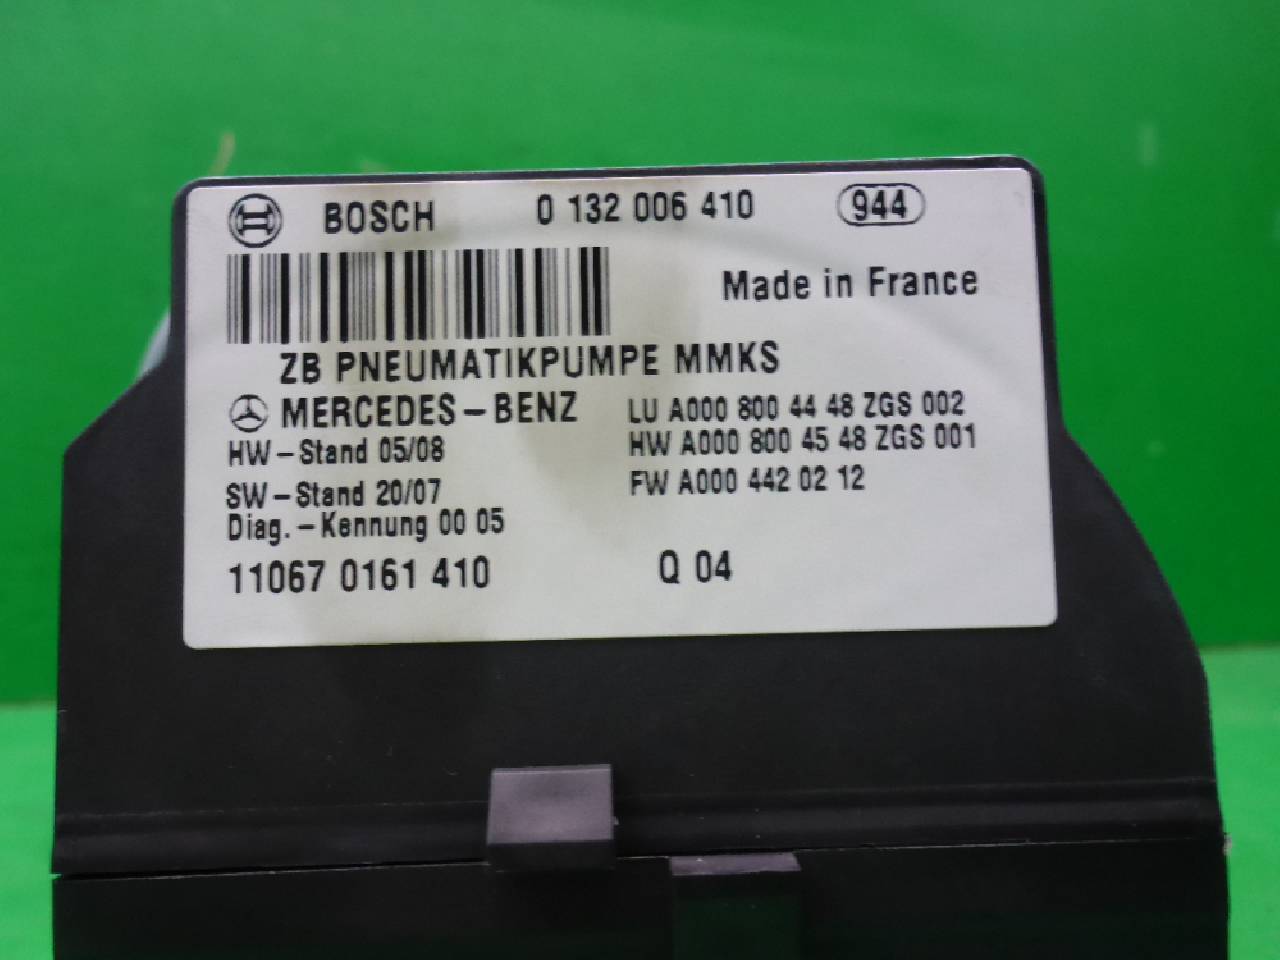 BOSCH 0 132 006 410 944
Made in France
ZB PNEUMATIKPUMPE MMKS
MERCEDES-BENZ LU A000 800 44 48 ZGS 002
HW-Stand 05/08 HW A000 800 45 48 ZGS 001
SW-Stand 20/07 FW A000 442 02 12
Diag.-Kennung 00 05
11067 0161 410 Q 04